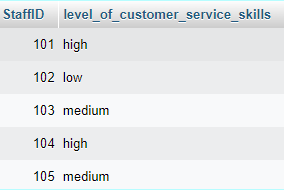 StaffID level_of_customer_service_skills
101 high
102 low
103 medium
104 high
105 medium